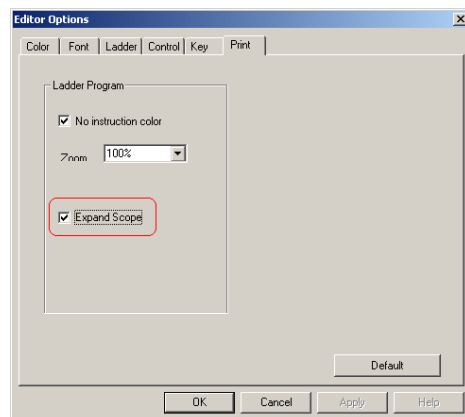 Editor Options
Color Font Ladder Control Key Print
Ladder Program
No instruction color
Zoom 100%
Expand Scope
Default
OK Cancel Apply Help